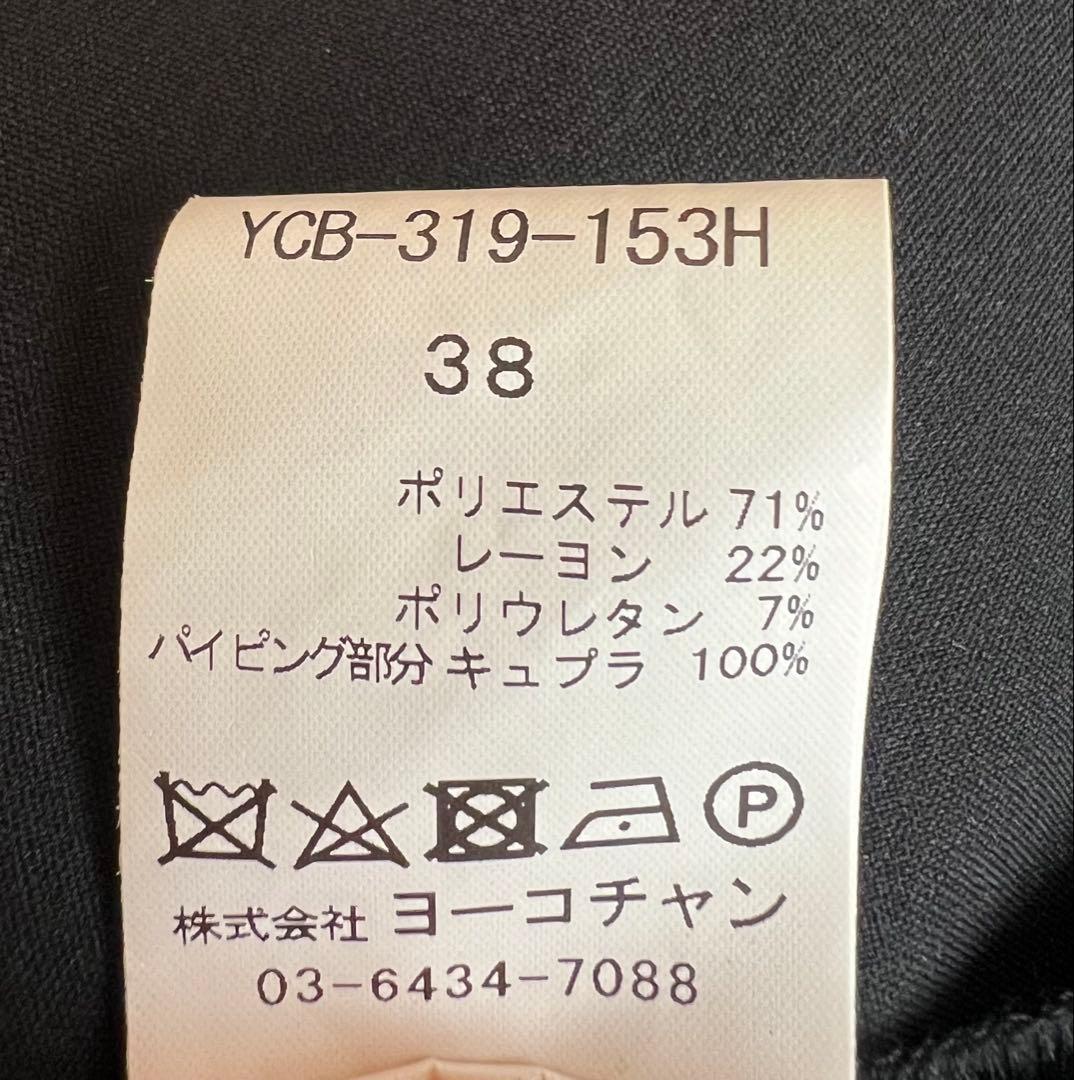 YCB-319-153H
38
ポリエステル 71%
レーヨン 22%
ポリウレタン 7%
パイピング部分 キュプラ 100%
P
株式会社 ヨーコチャン
03-6434-7088